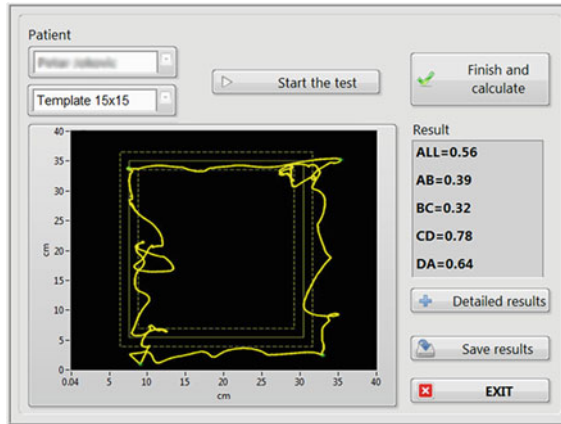 Patient
Template 15x15
Start the test
Finish and
calculate
Result
ALL=0.56
AB=0.39
BC=0.32
CD=0.78
DA=0.64
Detailed results
Save results
EXIT
40
35
30
25
20
15
10
5
0
cm
0.04 5 10 15 20 25 30 35 40
cm